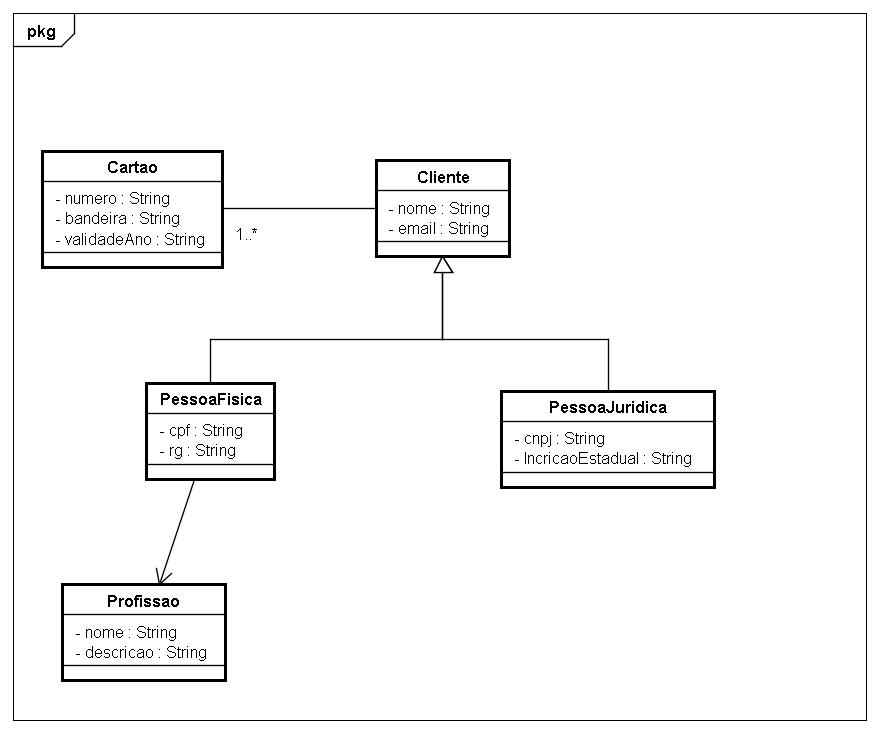 pkg
Cartao
- numero : String
- bandeira : String
- validadeAno : String
1..*
Cliente
- nome : String
- email : String
PessoaFisica
- cpf : String
- rg : String
PessoaJuridica
- cnpj : String
- IncricaoEstadual : String
Profissao
- nome : String
- descricao : String